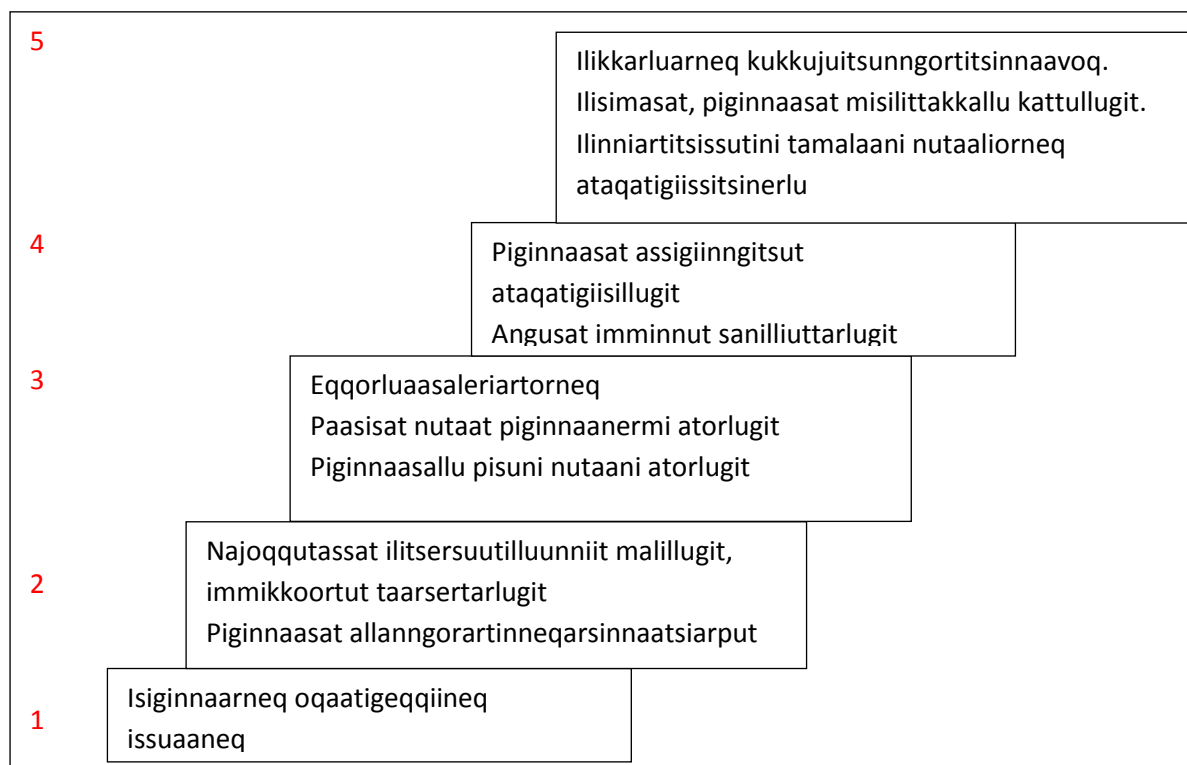 5
Ilikkarluarneq kukkujuitsunngortitsinnaavoq.
Ilisimasat, piginnaasat misilittakkallu kattullugit.
Ilinniartitsissutini tamalaani nutaaliorneq
ataqatigiissitsinerlu
4
Piginnaasat assigiinngitsut
ataqatigiisillugit
Angusat imminnut sanilliuttarlugit
3
Eqqorluaasaleriartorneq
Paasisat nutaat piginnaanermi atorlugit
Piginnaasallu pisuni nutaani atorlugit
2
Najoqqutassat ilitsersuutilluunniit malillugit,
immikkoortut taarsertarlugit
Piginnaasat allanngorartinneqarsinnaatsiarput
1
Isiginnaarneq oqaatigeqqiineq
issuaaneq